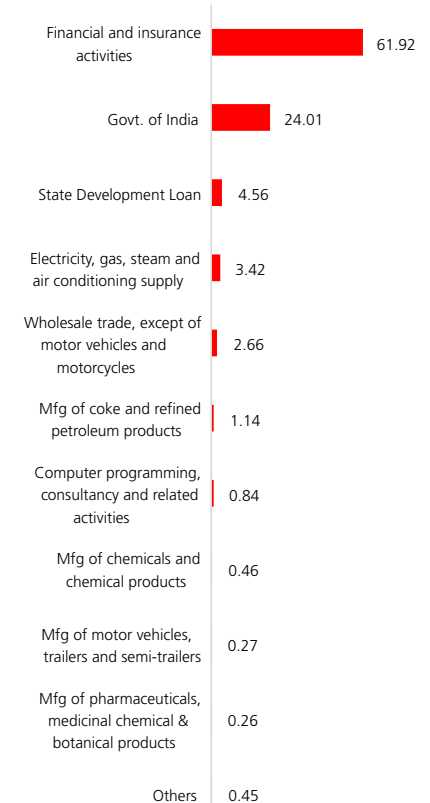 Financial and insurance
activities
61.92
Govt. of India
24.01
State Development Loan
4.56
Electricity, gas, steam and
air conditioning supply
3.42
Wholesale trade, except of
motor vehicles and
motorcycles
2.66
Mfg of coke and refined
petroleum products
1.14
Computer programming,
consultancy and related
activities
0.84
Mfg of chemicals and
chemical products
0.46
Mfg of motor vehicles,
trailers and semi-trailers
0.27
Mfg of pharmaceuticals,
medicinal chemical &
botanical products
0.26
Others
0.45